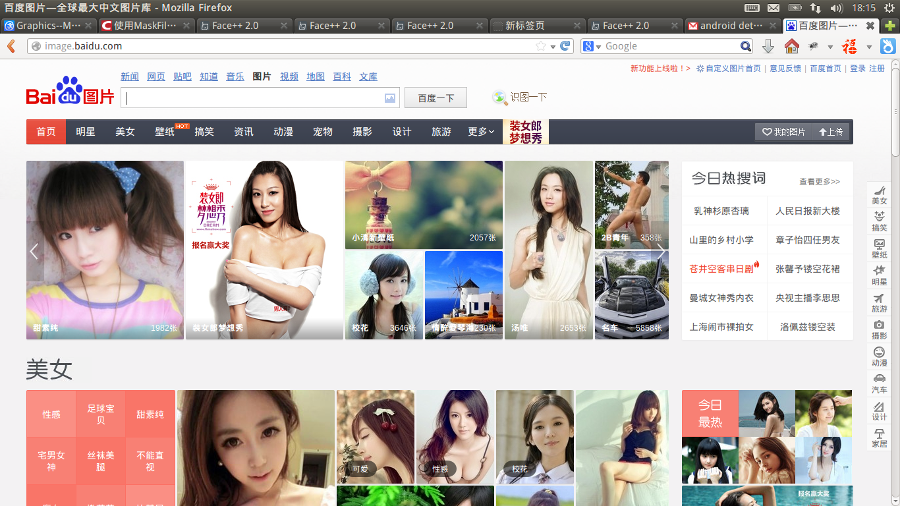 百度图片—全球最大中文图片库 - Mozilla Firefox
18:15
Graphics--M...
使用MaskFil...
Face++ 2.0
Face++ 2.0
Face++ 2.0
新标签页
Face++ 2.0
android det...
百度图片—...
image.baidu.com
Google
新功能上线啦！>
自定义图片首页 | 意见反馈 | 百度首页 | 登录 注册
新闻 网页 贴吧 知道 音乐 图片 视频 地图 百科 文库
Bai du 图片
百度一下
识图一下
首页 明星 美女 壁纸 HOT 搞笑 资讯 动漫 宠物 摄影 设计 旅游 更多
装女郎
梦想秀
我的图片
上传
甜素纯 1982张
装女郎
报名赢大奖
装女郎梦想秀
小清新壁纸 2057张
校花 3646张
情醉爱琴海 230张
汤唯 2653张
2B青年 358张
名车 5858张
今日热搜词
查看更多>>
乳神杉原杏璃 人民日报新大楼
山里的乡村小学 章子怡四任男友
苍井空客串日剧 张馨予镂空花裙
曼城女神秀内衣 央视主播李思思
上海闹市裸拍女 洛佩兹镂空装
美女
搞笑
壁纸
明星
旅游
摄影
动漫
汽车
设计
家居
美女
性感
足球宝贝
甜素纯
宅男女神
丝袜美腿
不能直视
可爱
性感
校花
今日
最热
报名赢大奖